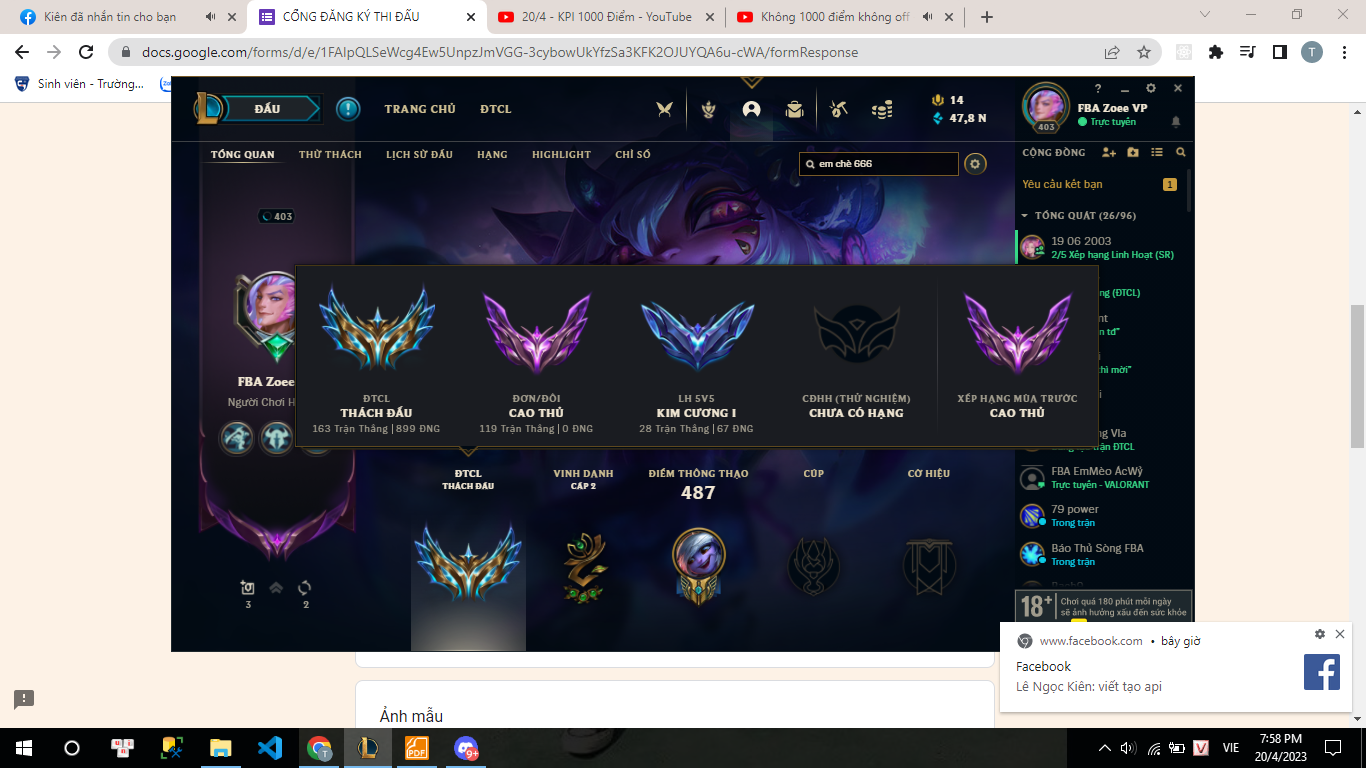 Kiên đã nhắn tin cho bạn
CỔNG ĐĂNG KÝ THI ĐẤU
20/4 - KPI 1000 Điểm - YouTube
Không 1000 điểm không off
docs.google.com/forms/d/e/1FAIpQLSeWcg4Ew5UnpzJmVGG-3cybowUkYfzSa3KFK2OJUYQA6u-cWA/formResponse
T
Sinh viên - Trường...
ĐẤU
TRANG CHỦ
ĐTCL
14
47,8 N
403
FBA Zoee VP
Trực tuyến
TỔNG QUAN
THỬ THÁCH
LỊCH SỬ ĐẤU
HẠNG
HIGHLIGHT
CHỈ SỐ
em chè 666
CỘNG ĐỒNG
Yêu cầu kết bạn
1
TỔNG QUÁT (26/96)
403
19 06 2003
2/5 Xếp hạng Linh Hoạt (SR)
(ĐTCL)
ĐTCL
THÁCH ĐẤU
163 Trận Thắng | 899 ĐNG
ĐƠN/ĐÔI
CAO THỦ
119 Trận Thắng | 0 ĐNG
LH 5V5
KIM CƯƠNG I
28 Trận Thắng | 67 ĐNG
CĐHH (THỬ NGHIỆM)
CHƯA CÓ HẠNG
XẾP HẠNG MÙA TRƯỚC
CAO THỦ
FBA Zoee
Người Chơi H
ĐTCL
THÁCH ĐẤU
VINH DANH
CẤP 2
ĐIỂM THÔNG THẠO
487
CÚP
CỜ HIỆU
FBA EmMèo ÁcWỷ
Trực tuyến - VALORANT
79 power
Trong trận
Báo Thủ Sòng FBA
Trong trận
3
2
18+
Chơi quá 180 phút mỗi ngày
sẽ ảnh hưởng xấu đến sức khỏe
www.facebook.com • bây giờ
Facebook
Lê Ngọc Kiên: viết tạo api
Ảnh mẫu
T
PDF
9+
V
VIE
7:58 PM
20/4/2023